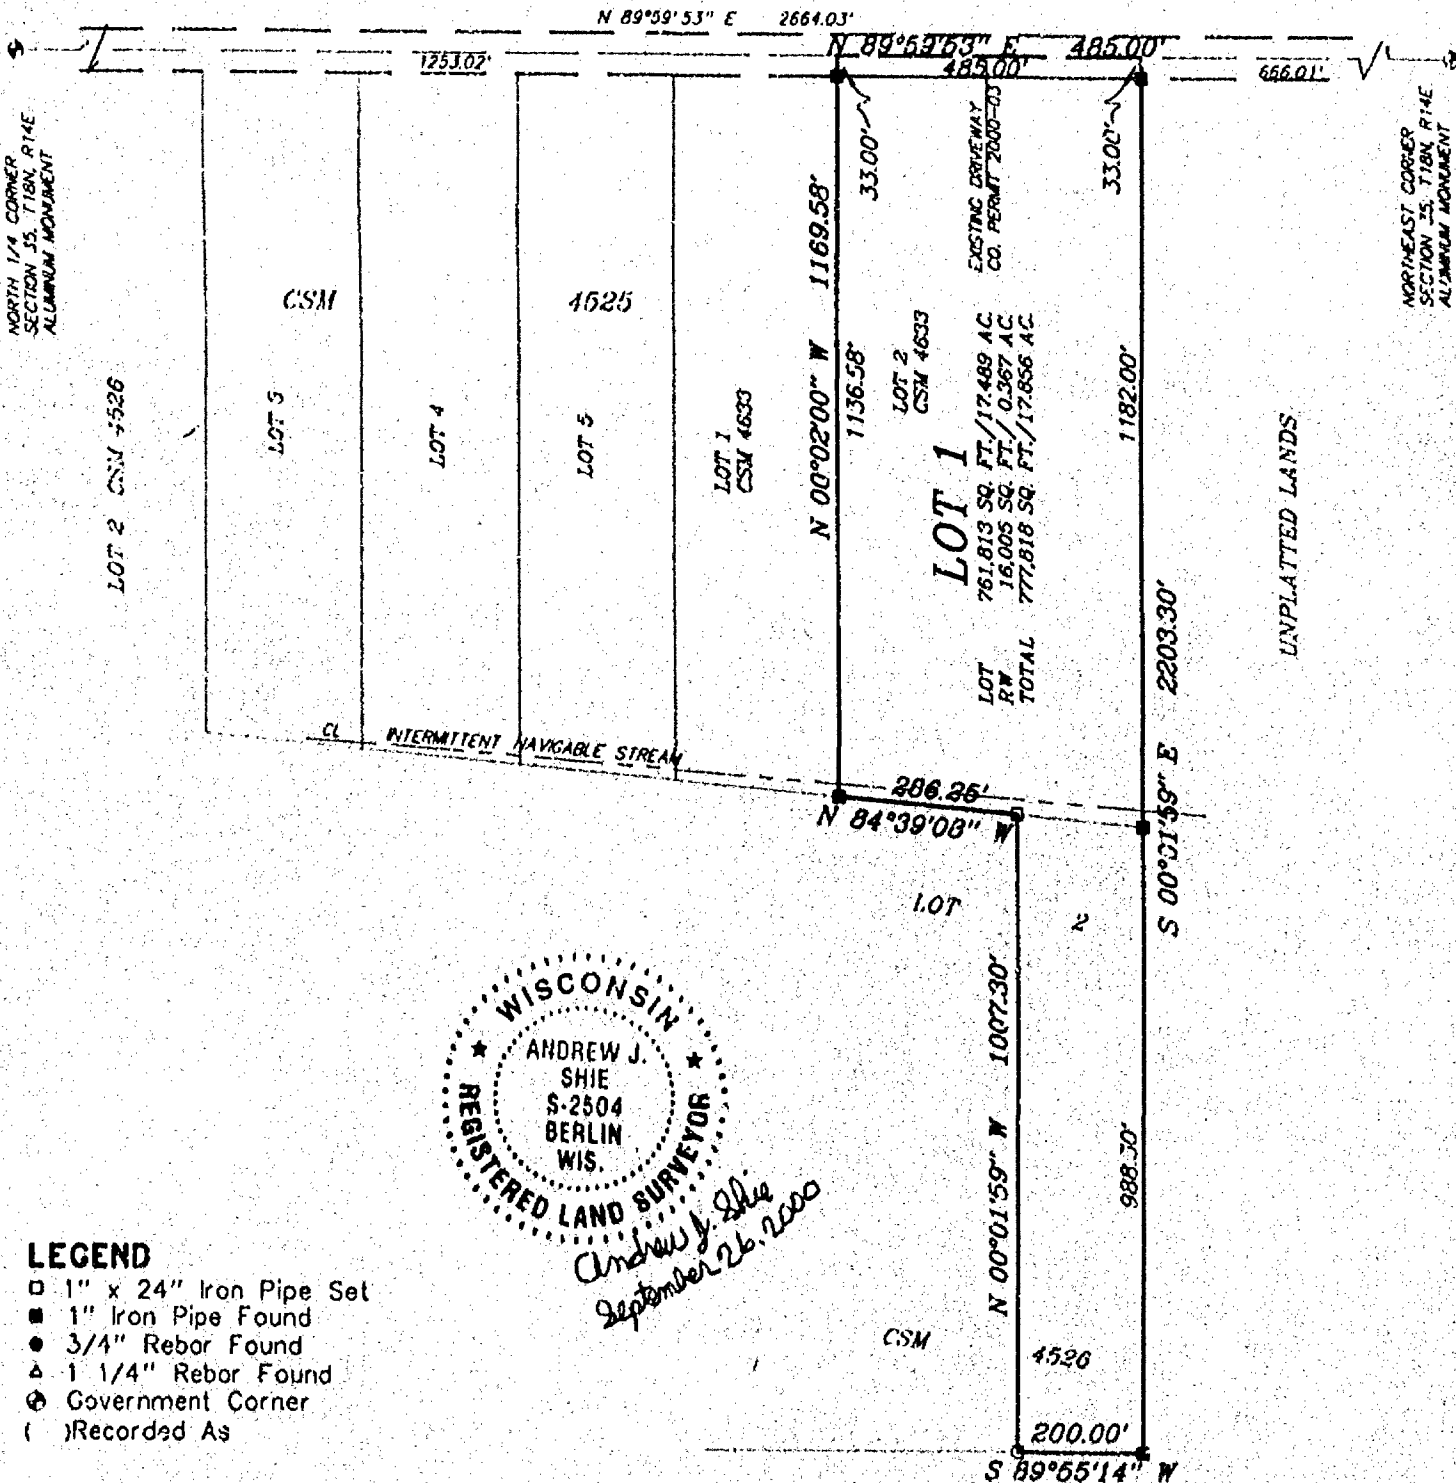 N 89°59'53" E 2664.03'
N 89°59'53" E 485.00'
1253.02'
485.00'
666.01'
NORTH 1/4 CORNER
SECTION 35, T18N, R14E
ALUMINUM MONUMENT
NORTHEAST CORNER
SECTION 35, T18N, R14E
ALUMINUM MONUMENT
33.00'
33.00'
EXISTING DRIVEWAY
CO. PERMIT 2000-03
N 00°02'00" W 1169.58'
1136.58'
1182.00'
CSM 4525
LOT 2 CSM 4526
LOT 3
LOT 4
LOT 5
LOT 1
CSM 4633
LOT 2
CSM 4633
LOT 1
LOT 761,813 SQ. FT./17.489 AC.
RW 16,005 SQ. FT./ 0.367 AC.
TOTAL 777,818 SQ. FT./17.856 AC.
UNPLATTED LANDS
S 00°01'59" E 2203.30'
CL INTERMITTENT NAVIGABLE STREAM
286.25'
N 84°39'08" W
LOT 2
N 00°01'59" W 1007.30'
988.30'
WISCONSIN
ANDREW J.
SHIE
S-2504
BERLIN
WIS.
REGISTERED LAND SURVEYOR
Andrew J. Shie
September 26, 2000
CSM 4526
200.00'
S 89°55'14" W
LEGEND
1" x 24" Iron Pipe Set
1" Iron Pipe Found
3/4" Rebar Found
1 1/4" Rebar Found
Government Corner
( )Recorded As